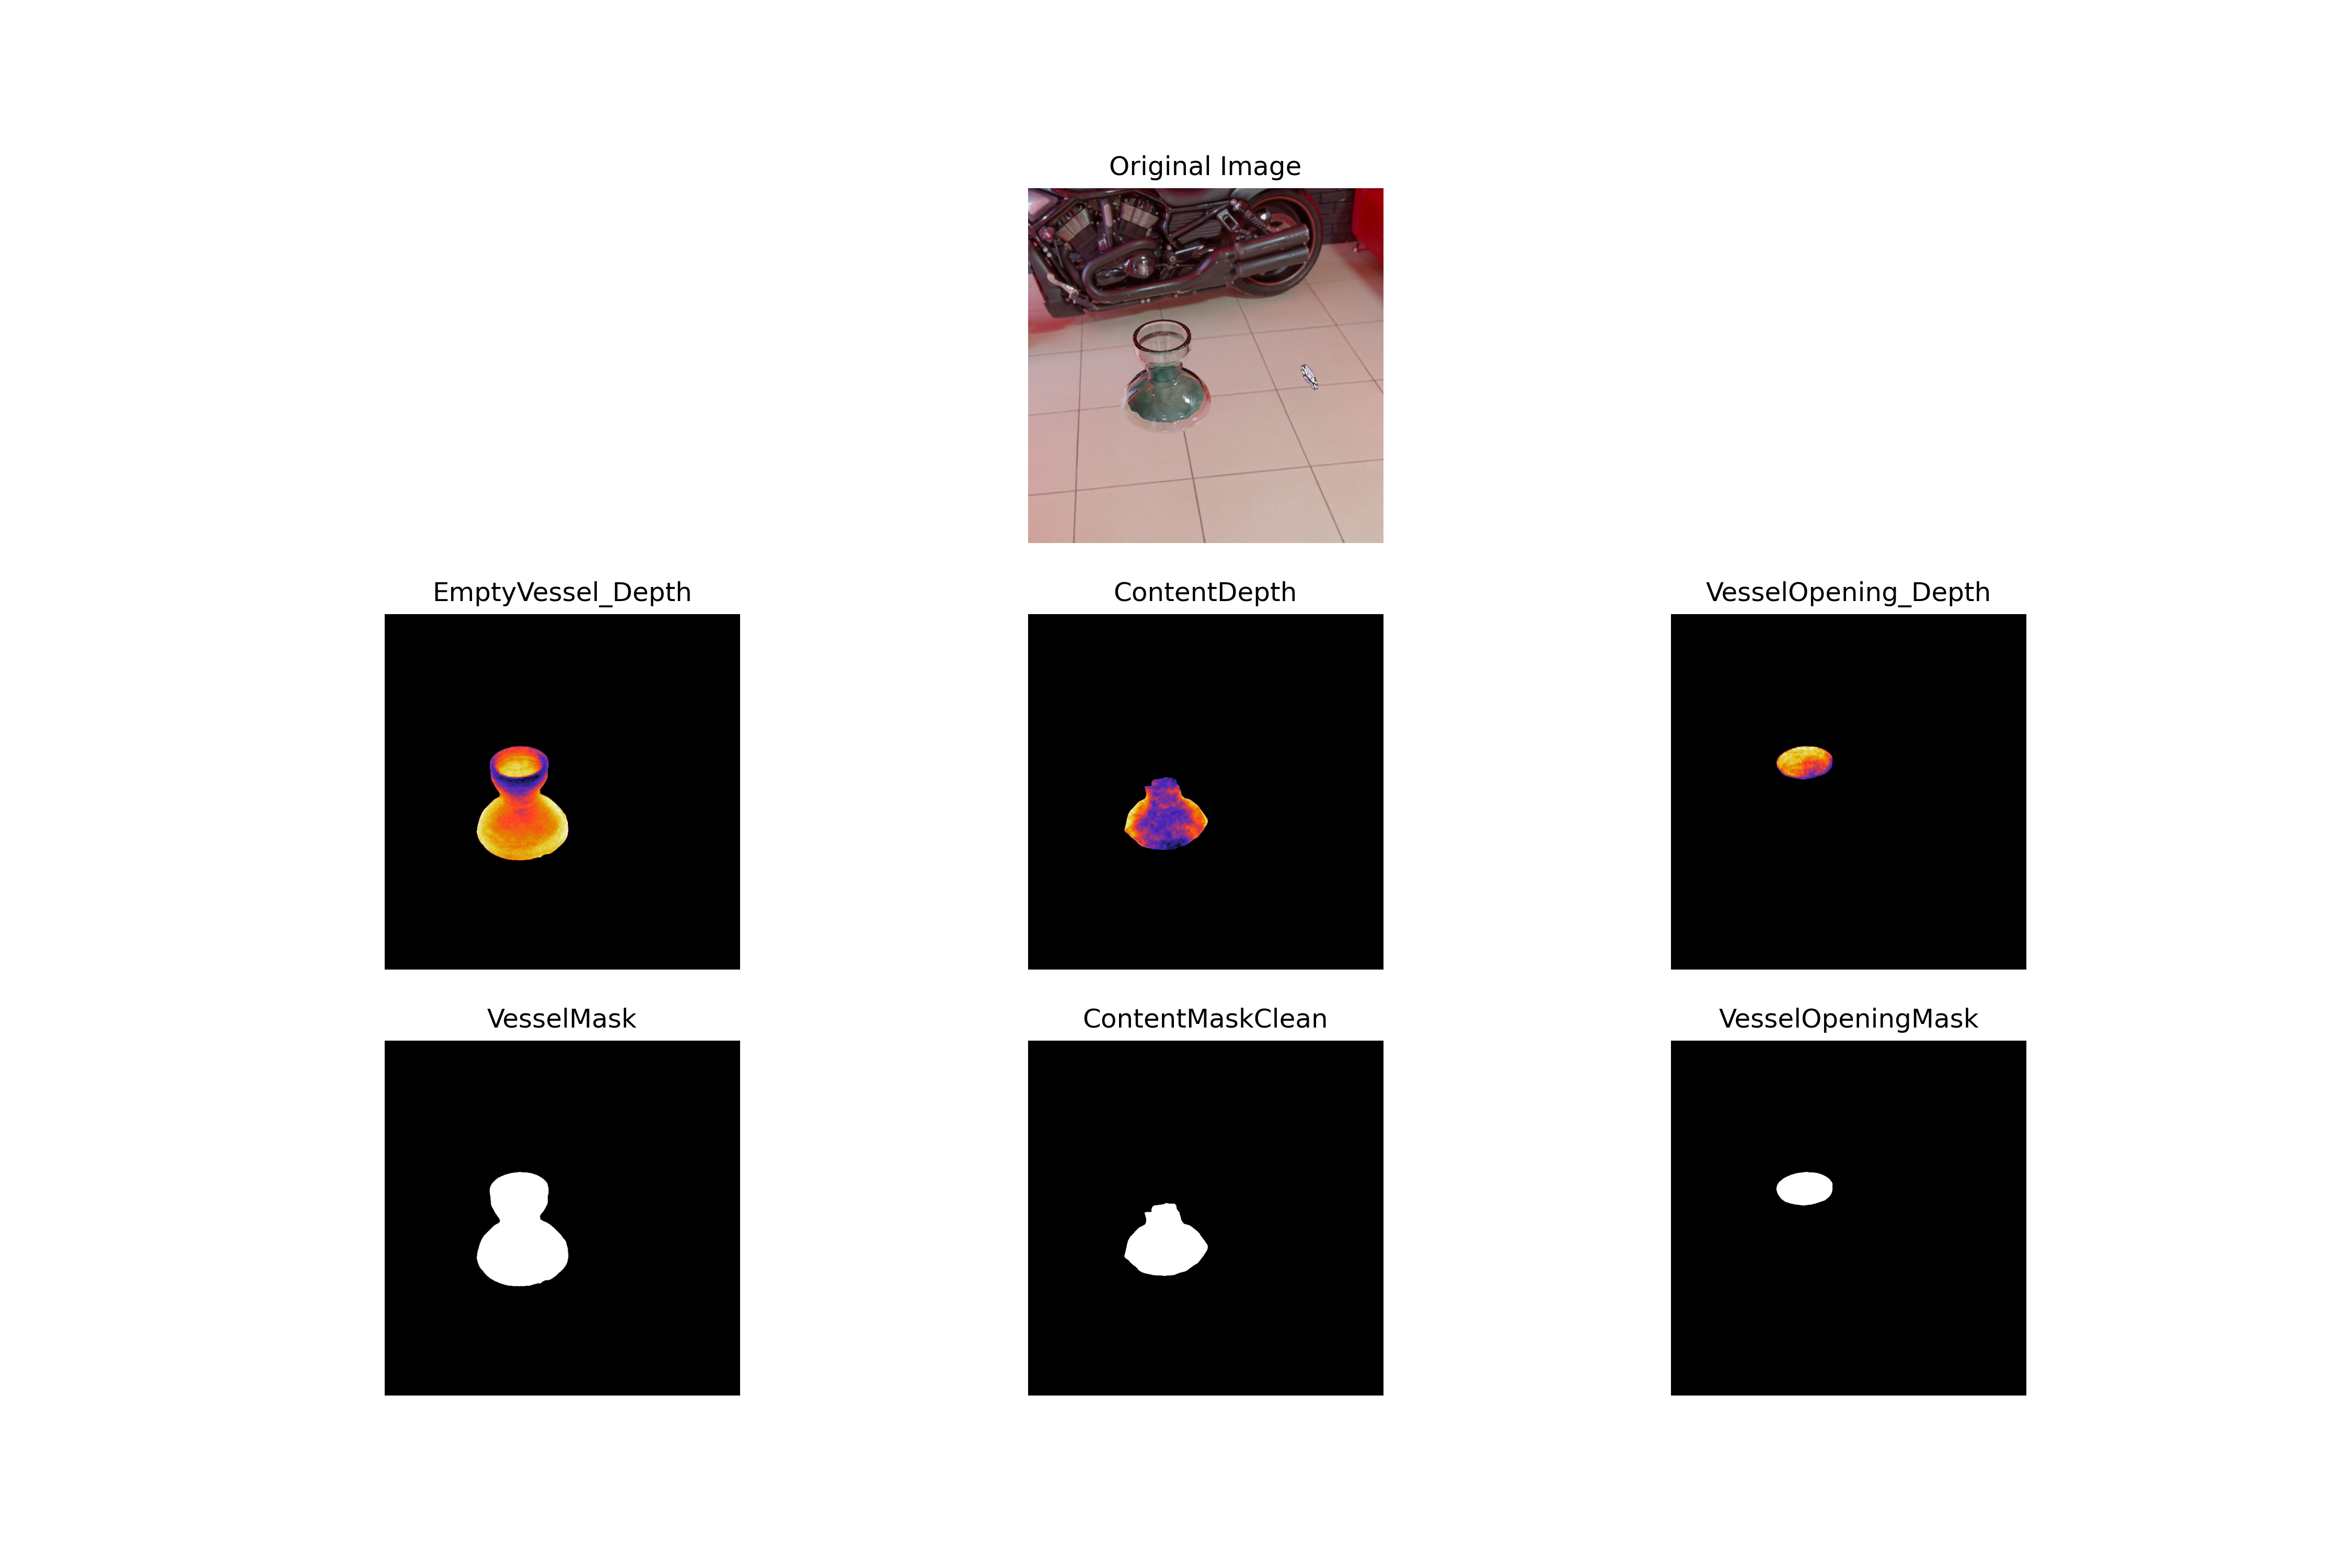 Original Image
EmptyVessel_Depth
ContentDepth
VesselOpening_Depth
VesselMask
ContentMaskClean
VesselOpeningMask